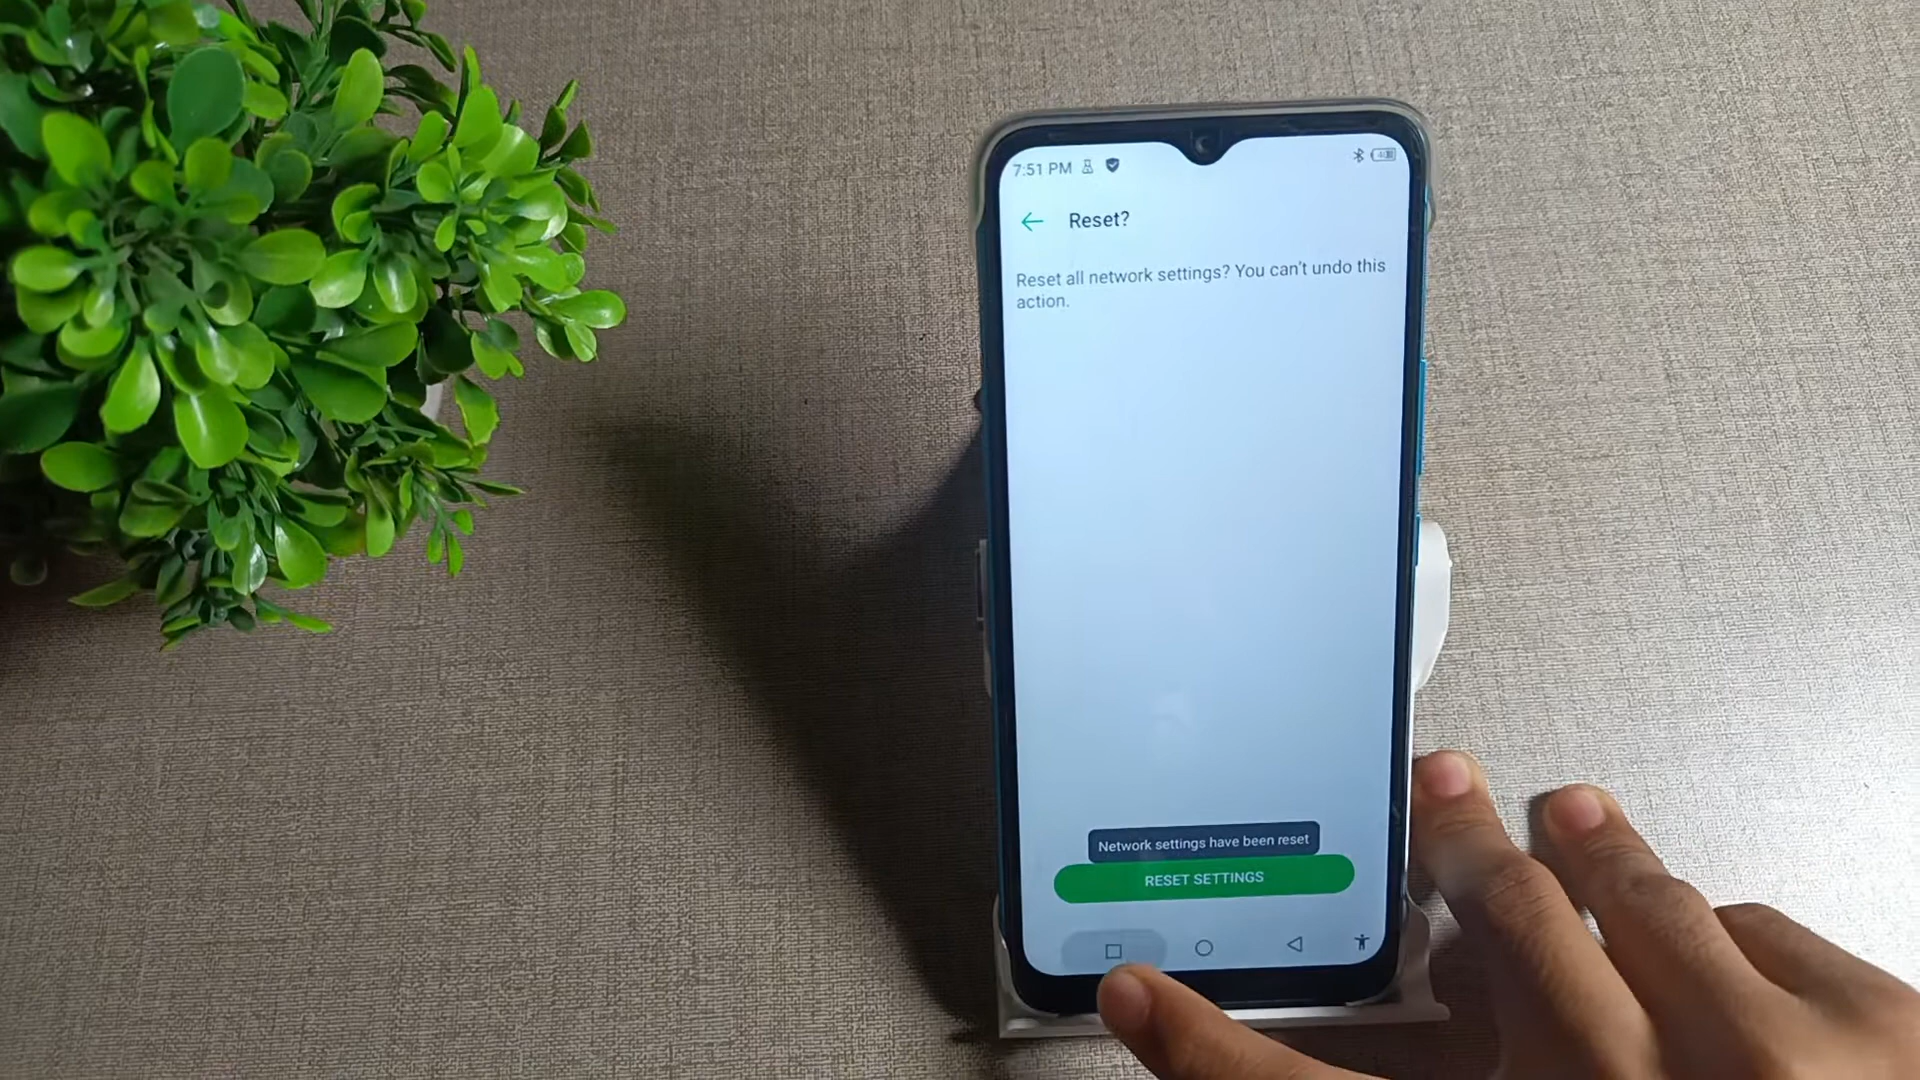 7:51 PM
Reset?
Reset all network settings? You can't undo this
action.
Network settings have been reset
RESET SETTINGS